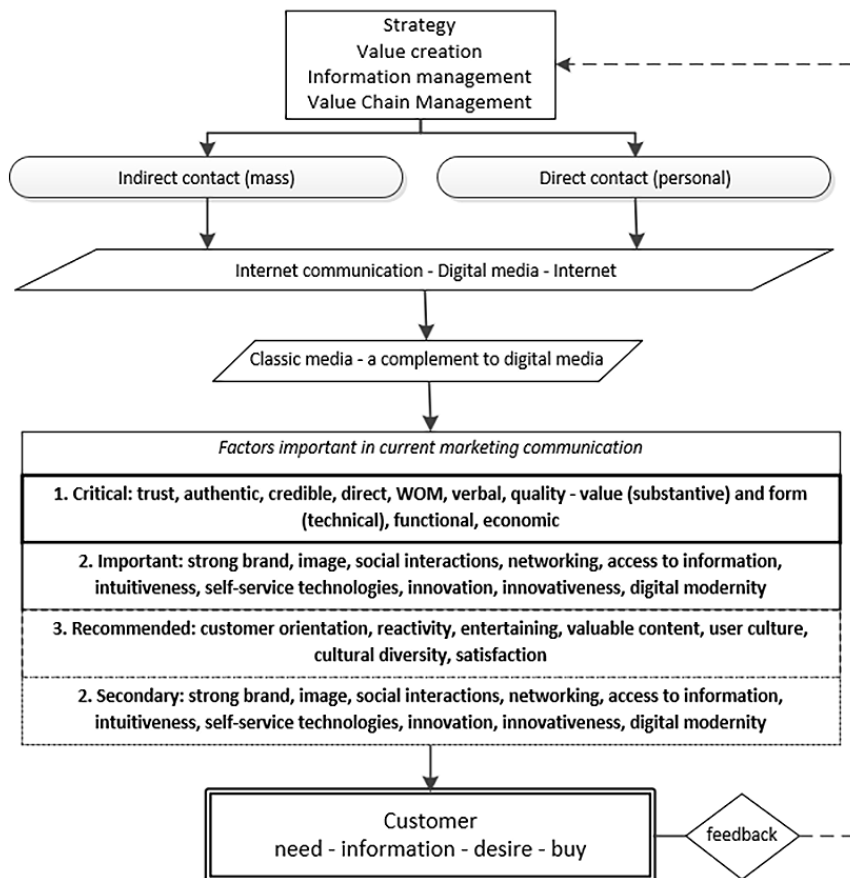 Strategy
Value creation
Information management
Value Chain Management
Indirect contact (mass)
Direct contact (personal)
Internet communication - Digital media - Internet
Classic media - a complement to digital media
Factors important in current marketing communication
1. Critical: trust, authentic, credible, direct, WOM, verbal, quality - value (substantive) and form
(technical), functional, economic
2. Important: strong brand, image, social interactions, networking, access to information,
intuitiveness, self-service technologies, innovation, innovativeness, digital modernity
3. Recommended: customer orientation, reactivity, entertaining, valuable content, user culture,
cultural diversity, satisfaction
2. Secondary: strong brand, image, social interactions, networking, access to information,
intuitiveness, self-service technologies, innovation, innovativeness, digital modernity
Customer
need - information - desire - buy
feedback